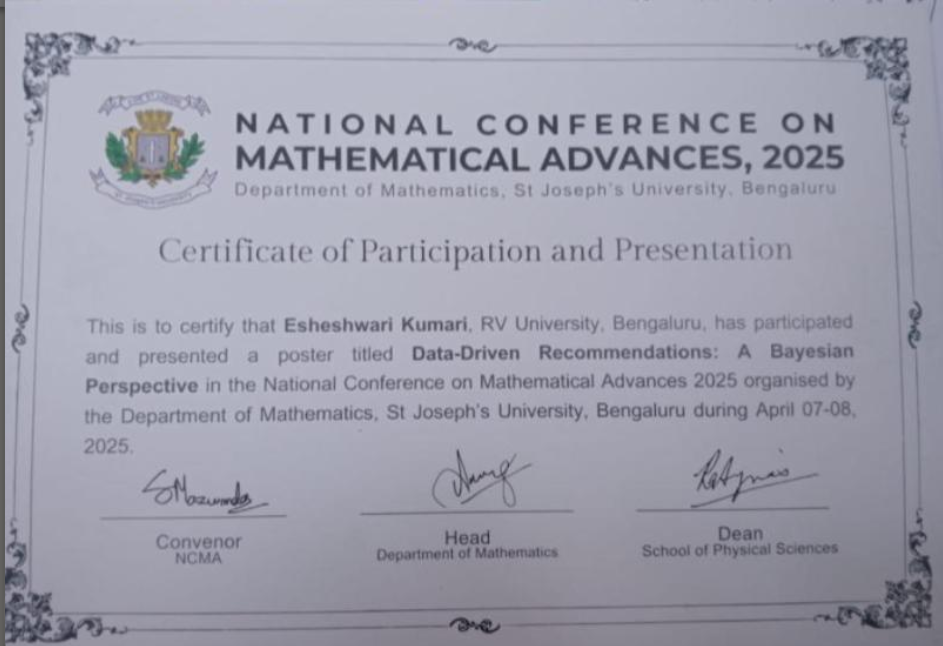 NATIONAL CONFERENCE ON
MATHEMATICAL ADVANCES, 2025
Department of Mathematics, St Joseph's University, Bengaluru
Certificate of Participation and Presentation
This is to certify that Esheshwari Kumari, RV University, Bengaluru, has participated
and presented a poster titled Data-Driven Recommendations: A Bayesian
Perspective in the National Conference on Mathematical Advances 2025 organised by
the Department of Mathematics, St Joseph's University, Bengaluru during April 07-08,
2025.
SMazumda
Convenor
NCMA
Head
Department of Mathematics
Dean
School of Physical Sciences